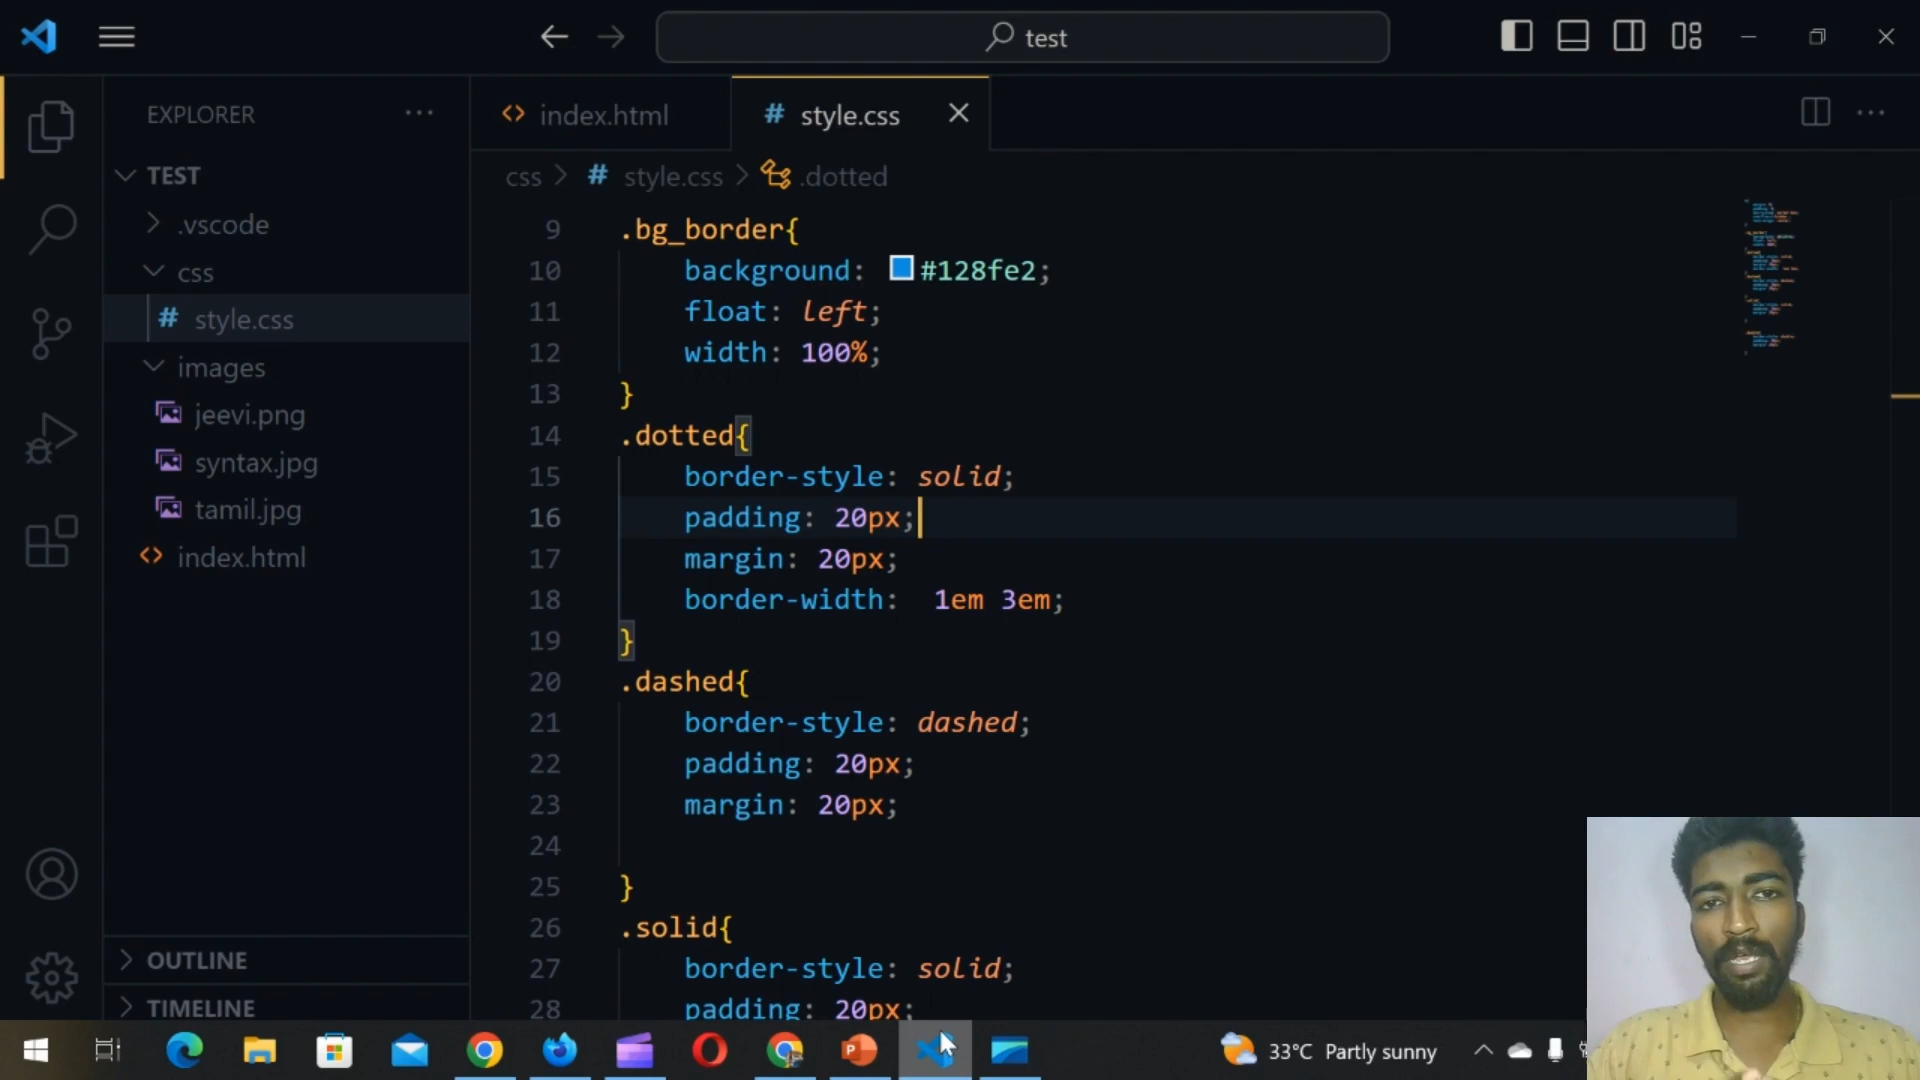 test
EXPLORER
index.html
style.css
TEST
css > # style.css > .dotted
.vscode
css
# style.css
images
jeevi.png
syntax.jpg
tamil.jpg
index.html
OUTLINE
TIMELINE
9 .bg_border{
10 background: #128fe2;
11 float: left;
12 width: 100%;
13 }
14 .dotted{
15 border-style: solid;
16 padding: 20px;
17 margin: 20px;
18 border-width:  1em 3em;
19 }
20 .dashed{
21 border-style: dashed;
22 padding: 20px;
23 margin: 20px;
24
25 }
26 .solid{
27 border-style: solid;
28 padding: 20px;
33°C Partly sunny